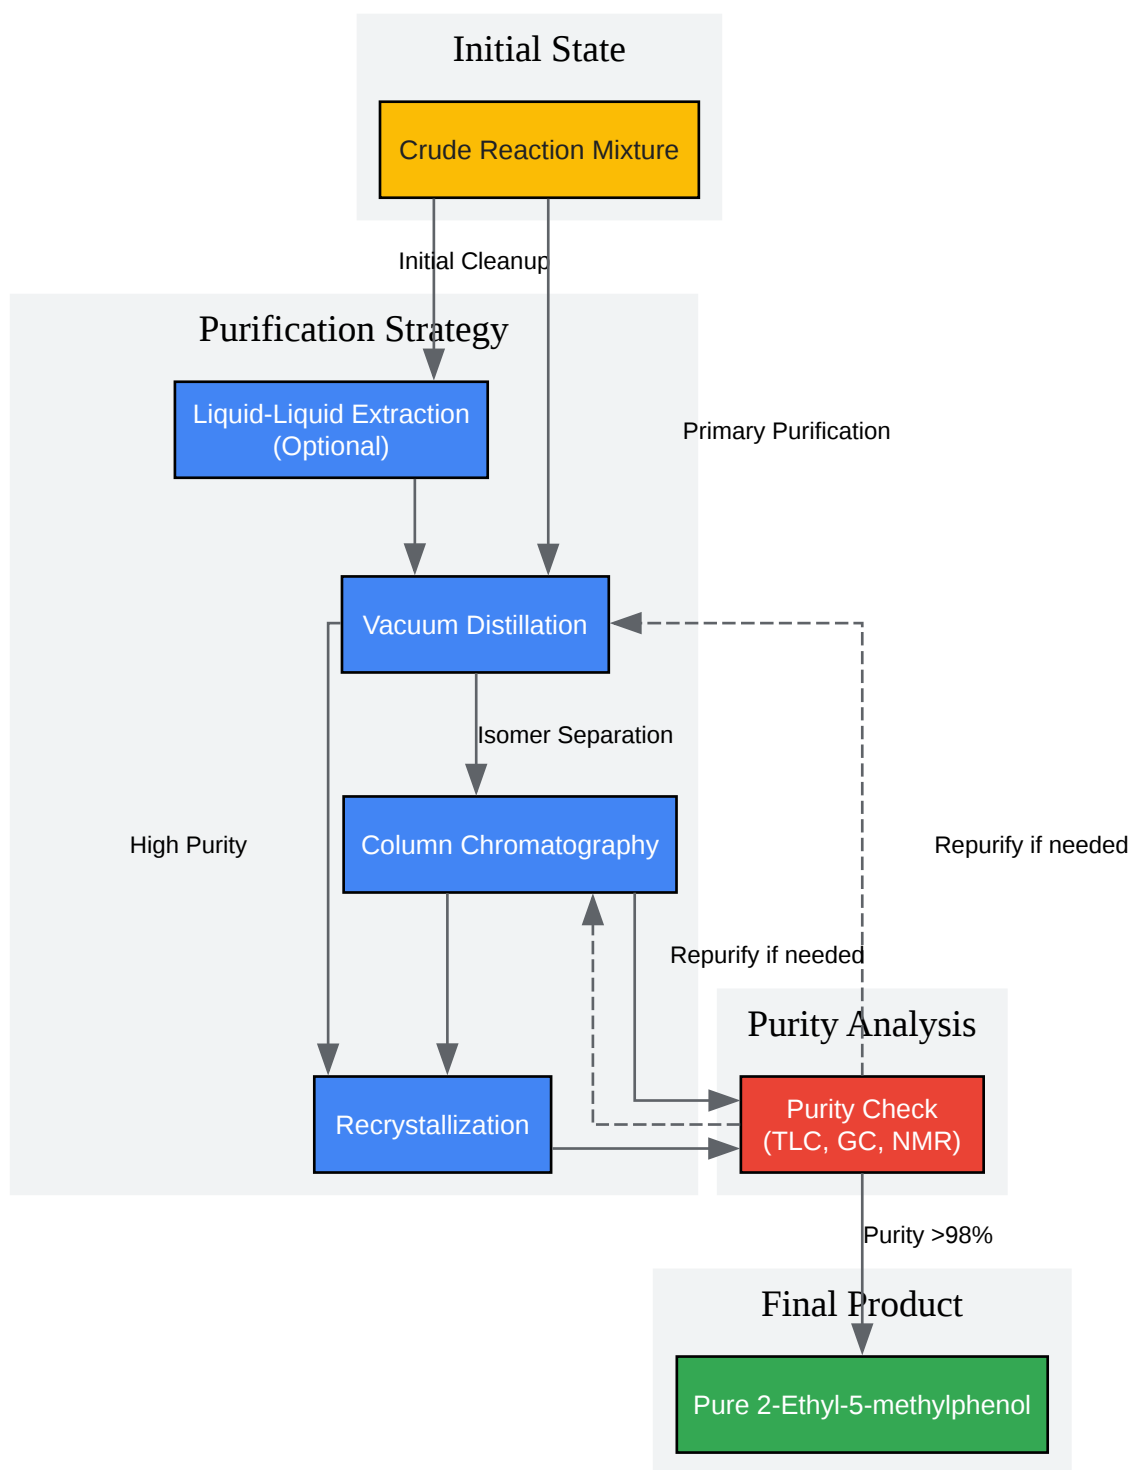 Initial State
Crude Reaction Mixture
Initial Cleanup
Purification Strategy
Liquid-Liquid Extraction
(Optional)
Primary Purification
Vacuum Distillation
Isomer Separation
High Purity
Column Chromatography
Repurify if needed
Repurify if needed
Purity Analysis
Recrystallization
Purity Check
(TLC, GC, NMR)
Purity >98%
Final Product
Pure 2-Ethyl-5-methylphenol